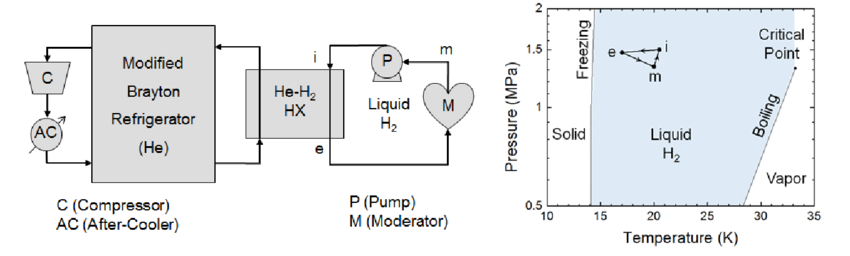 C
AC
Modified
Brayton
Refrigerator
(He)
He-H₂
HX
i
e
P
m
Liquid
H₂
M
C (Compressor)
AC (After-Cooler)
P (Pump)
M (Moderator)
Pressure (MPa)
2
1.5
1
0.5
Freezing
e
i
m
Critical
Point
Solid
Liquid
H₂
Boiling
Vapor
10
15
20
25
30
35
Temperature (K)